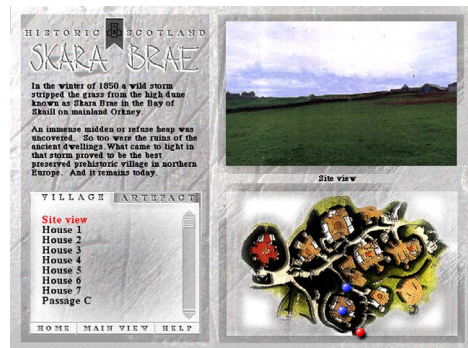 HISTORIC SCOTLAND
SKARA BRAE
In the winter of 1850 a wild storm
stripped the grass from the high dune
known as Skara Brae in the Bay of
Skaill on mainland Orkney.
An immense midden or refuse heap was
uncovered. So too were the ruins of the
ancient dwellings. What came to light in
that storm proved to be the best
preserved prehistoric village in northern
Europe. And it remains today.
Site view
VILLAGE ARTEFACT
Site view
House 1
House 2
House 3
House 4
House 5
House 6
House 7
Passage C
HOME MAIN VIEW HELP